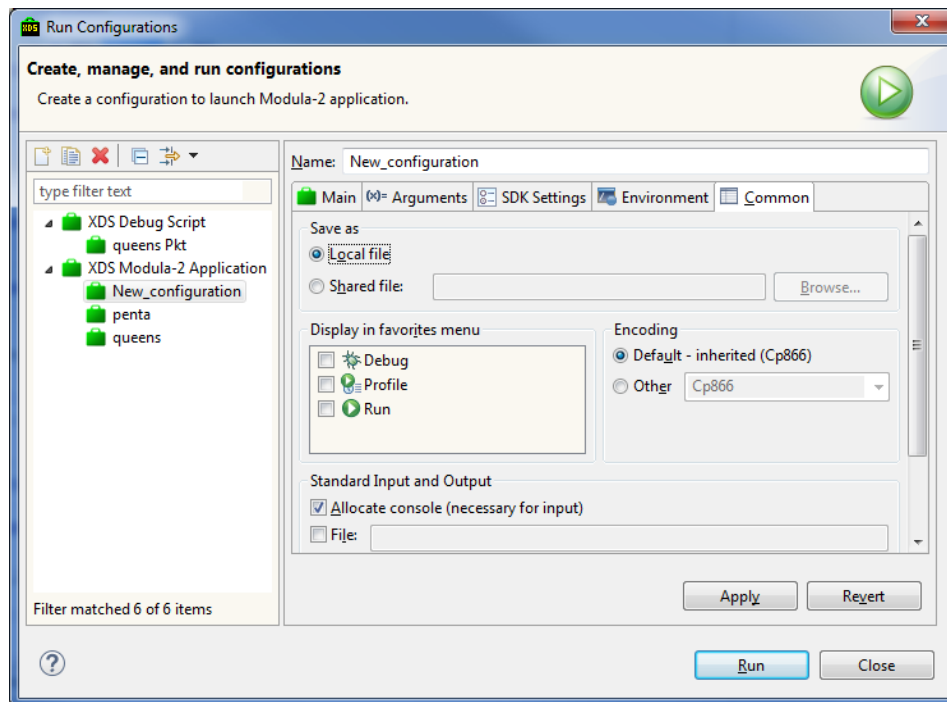 XDS Run Configurations
Create, manage, and run configurations
Create a configuration to launch Modula-2 application.
type filter text
XDS Debug Script
queens Pkt
XDS Modula-2 Application
New_configuration
penta
queens
Filter matched 6 of 6 items
Name: New_configuration
Main (x)= Arguments SDK Settings Environment Common
Save as
Local file
Shared file: Browse...
Display in favorites menu
Debug
Profile
Run
Encoding
Default - inherited (Cp866)
Other Cp866
Standard Input and Output
Allocate console (necessary for input)
File:
Apply Revert
? Run Close